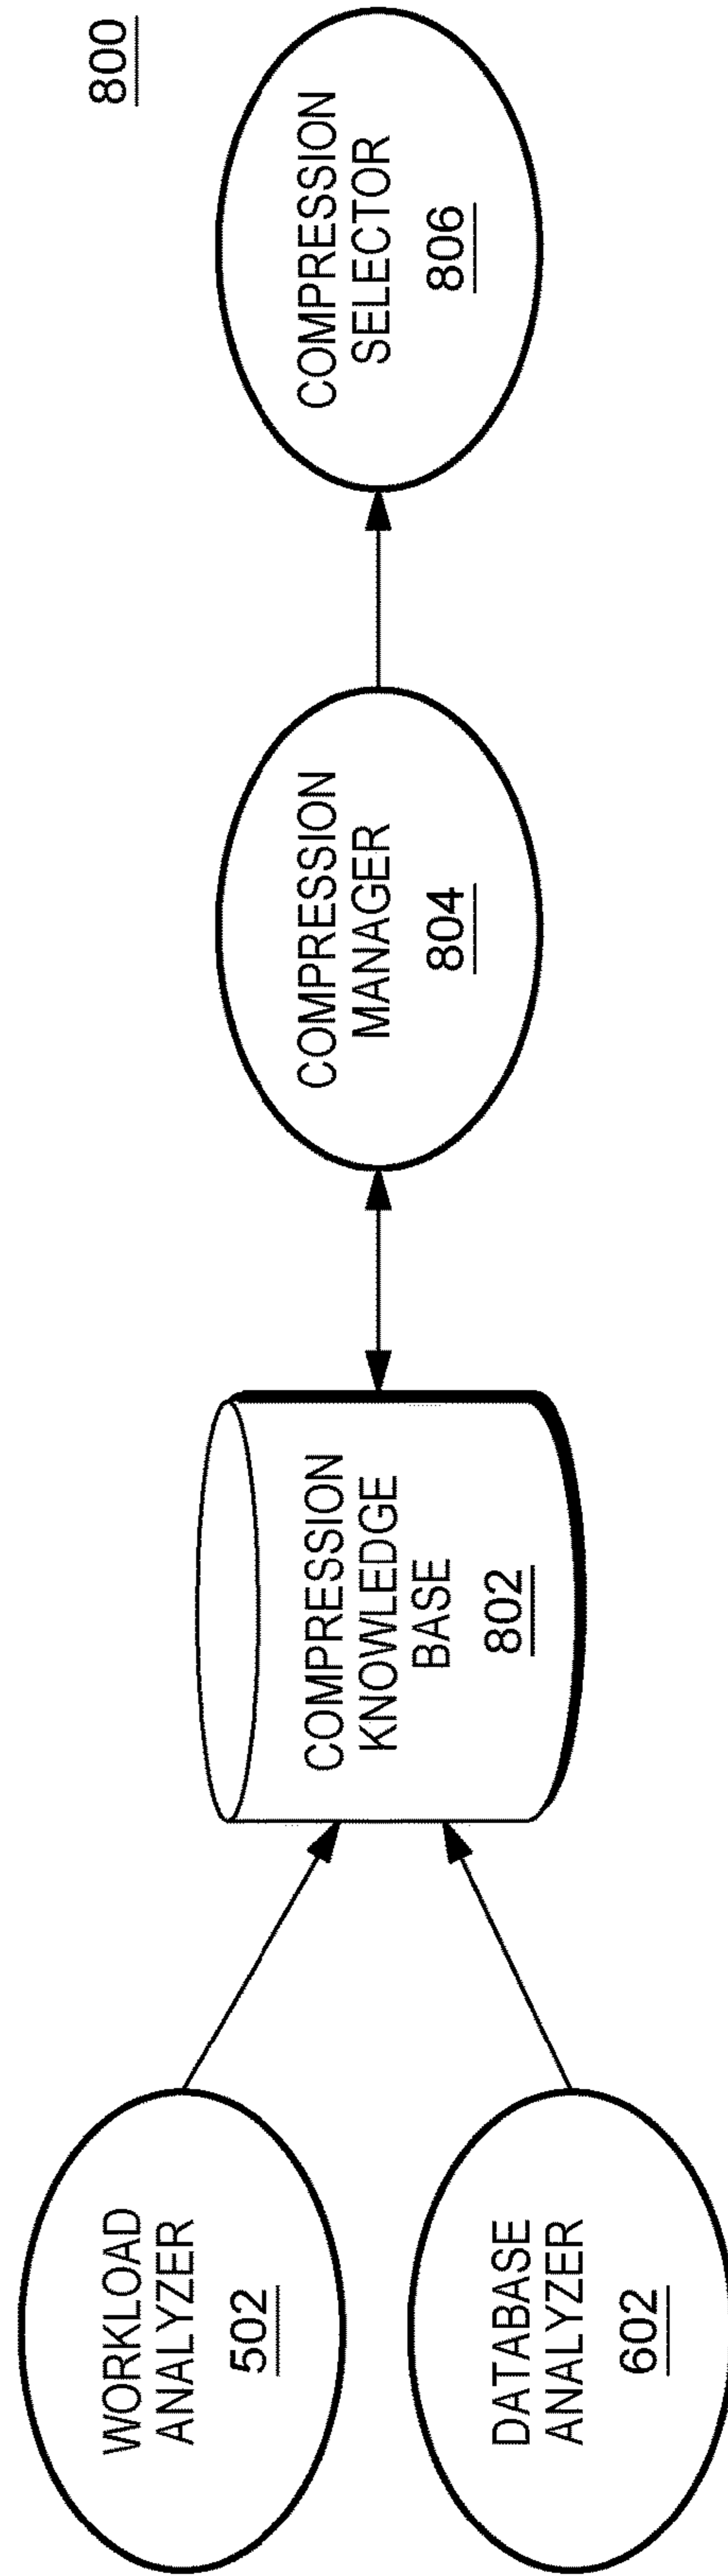 800
WORKLOAD
ANALYZER
502
DATABASE
ANALYZER
602
COMPRESSION
KNOWLEDGE
BASE
802
COMPRESSION
MANAGER
804
COMPRESSION
SELECTOR
806